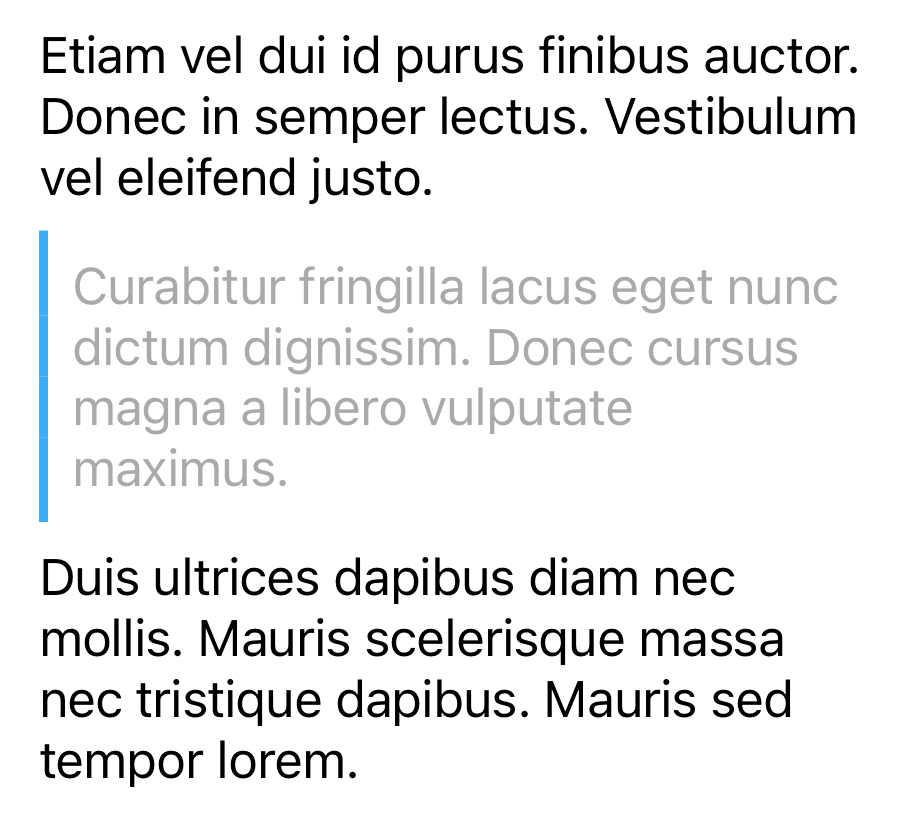 Etiam vel dui id purus finibus auctor.
Donec in semper lectus. Vestibulum
vel eleifend justo.
Curabitur fringilla lacus eget nunc
dictum dignissim. Donec cursus
magna a libero vulputate
maximus.
Duis ultrices dapibus diam nec
mollis. Mauris scelerisque massa
nec tristique dapibus. Mauris sed
tempor lorem.